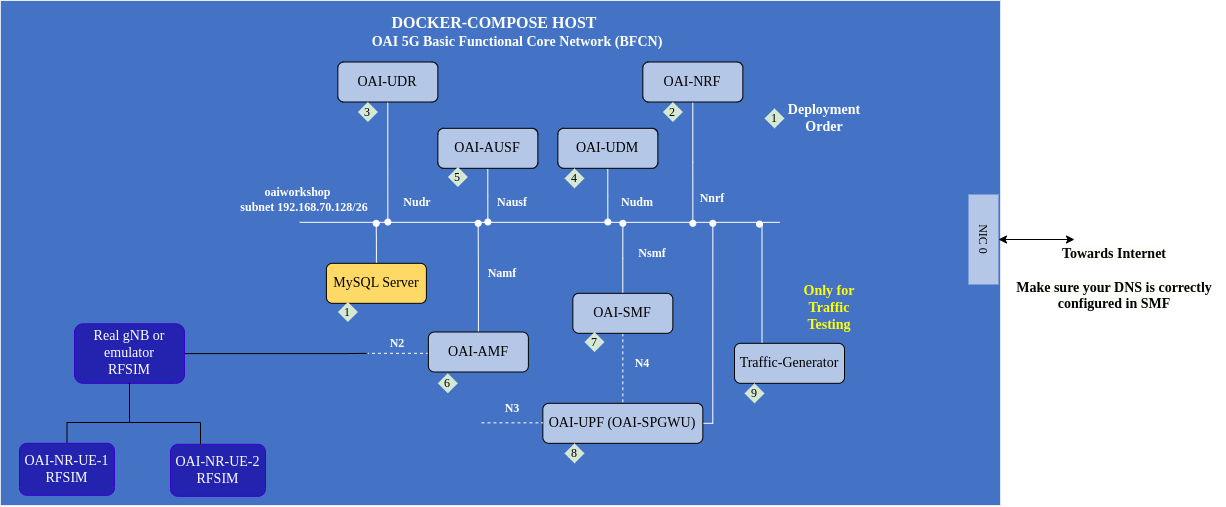 DOCKER-COMPOSE HOST
OAI 5G Basic Functional Core Network (BFCN)
OAI-UDR
3
OAI-NRF
2
1
Deployment
Order
OAI-AUSF
5
OAI-UDM
4
oaiworkshop
subnet 192.168.70.128/26
Nudr
Nausf
Nudm
Nnrf
NIC 0
Towards Internet
Make sure your DNS is correctly
configured in SMF
MySQL Server
1
Namf
Nsmf
OAI-SMF
7
Only for
Traffic
Testing
Real gNB or
emulator
RFSIM
N2
OAI-AMF
6
N4
Traffic-Generator
9
N3
OAI-UPF (OAI-SPGWU)
8
OAI-NR-UE-1
RFSIM
OAI-NR-UE-2
RFSIM